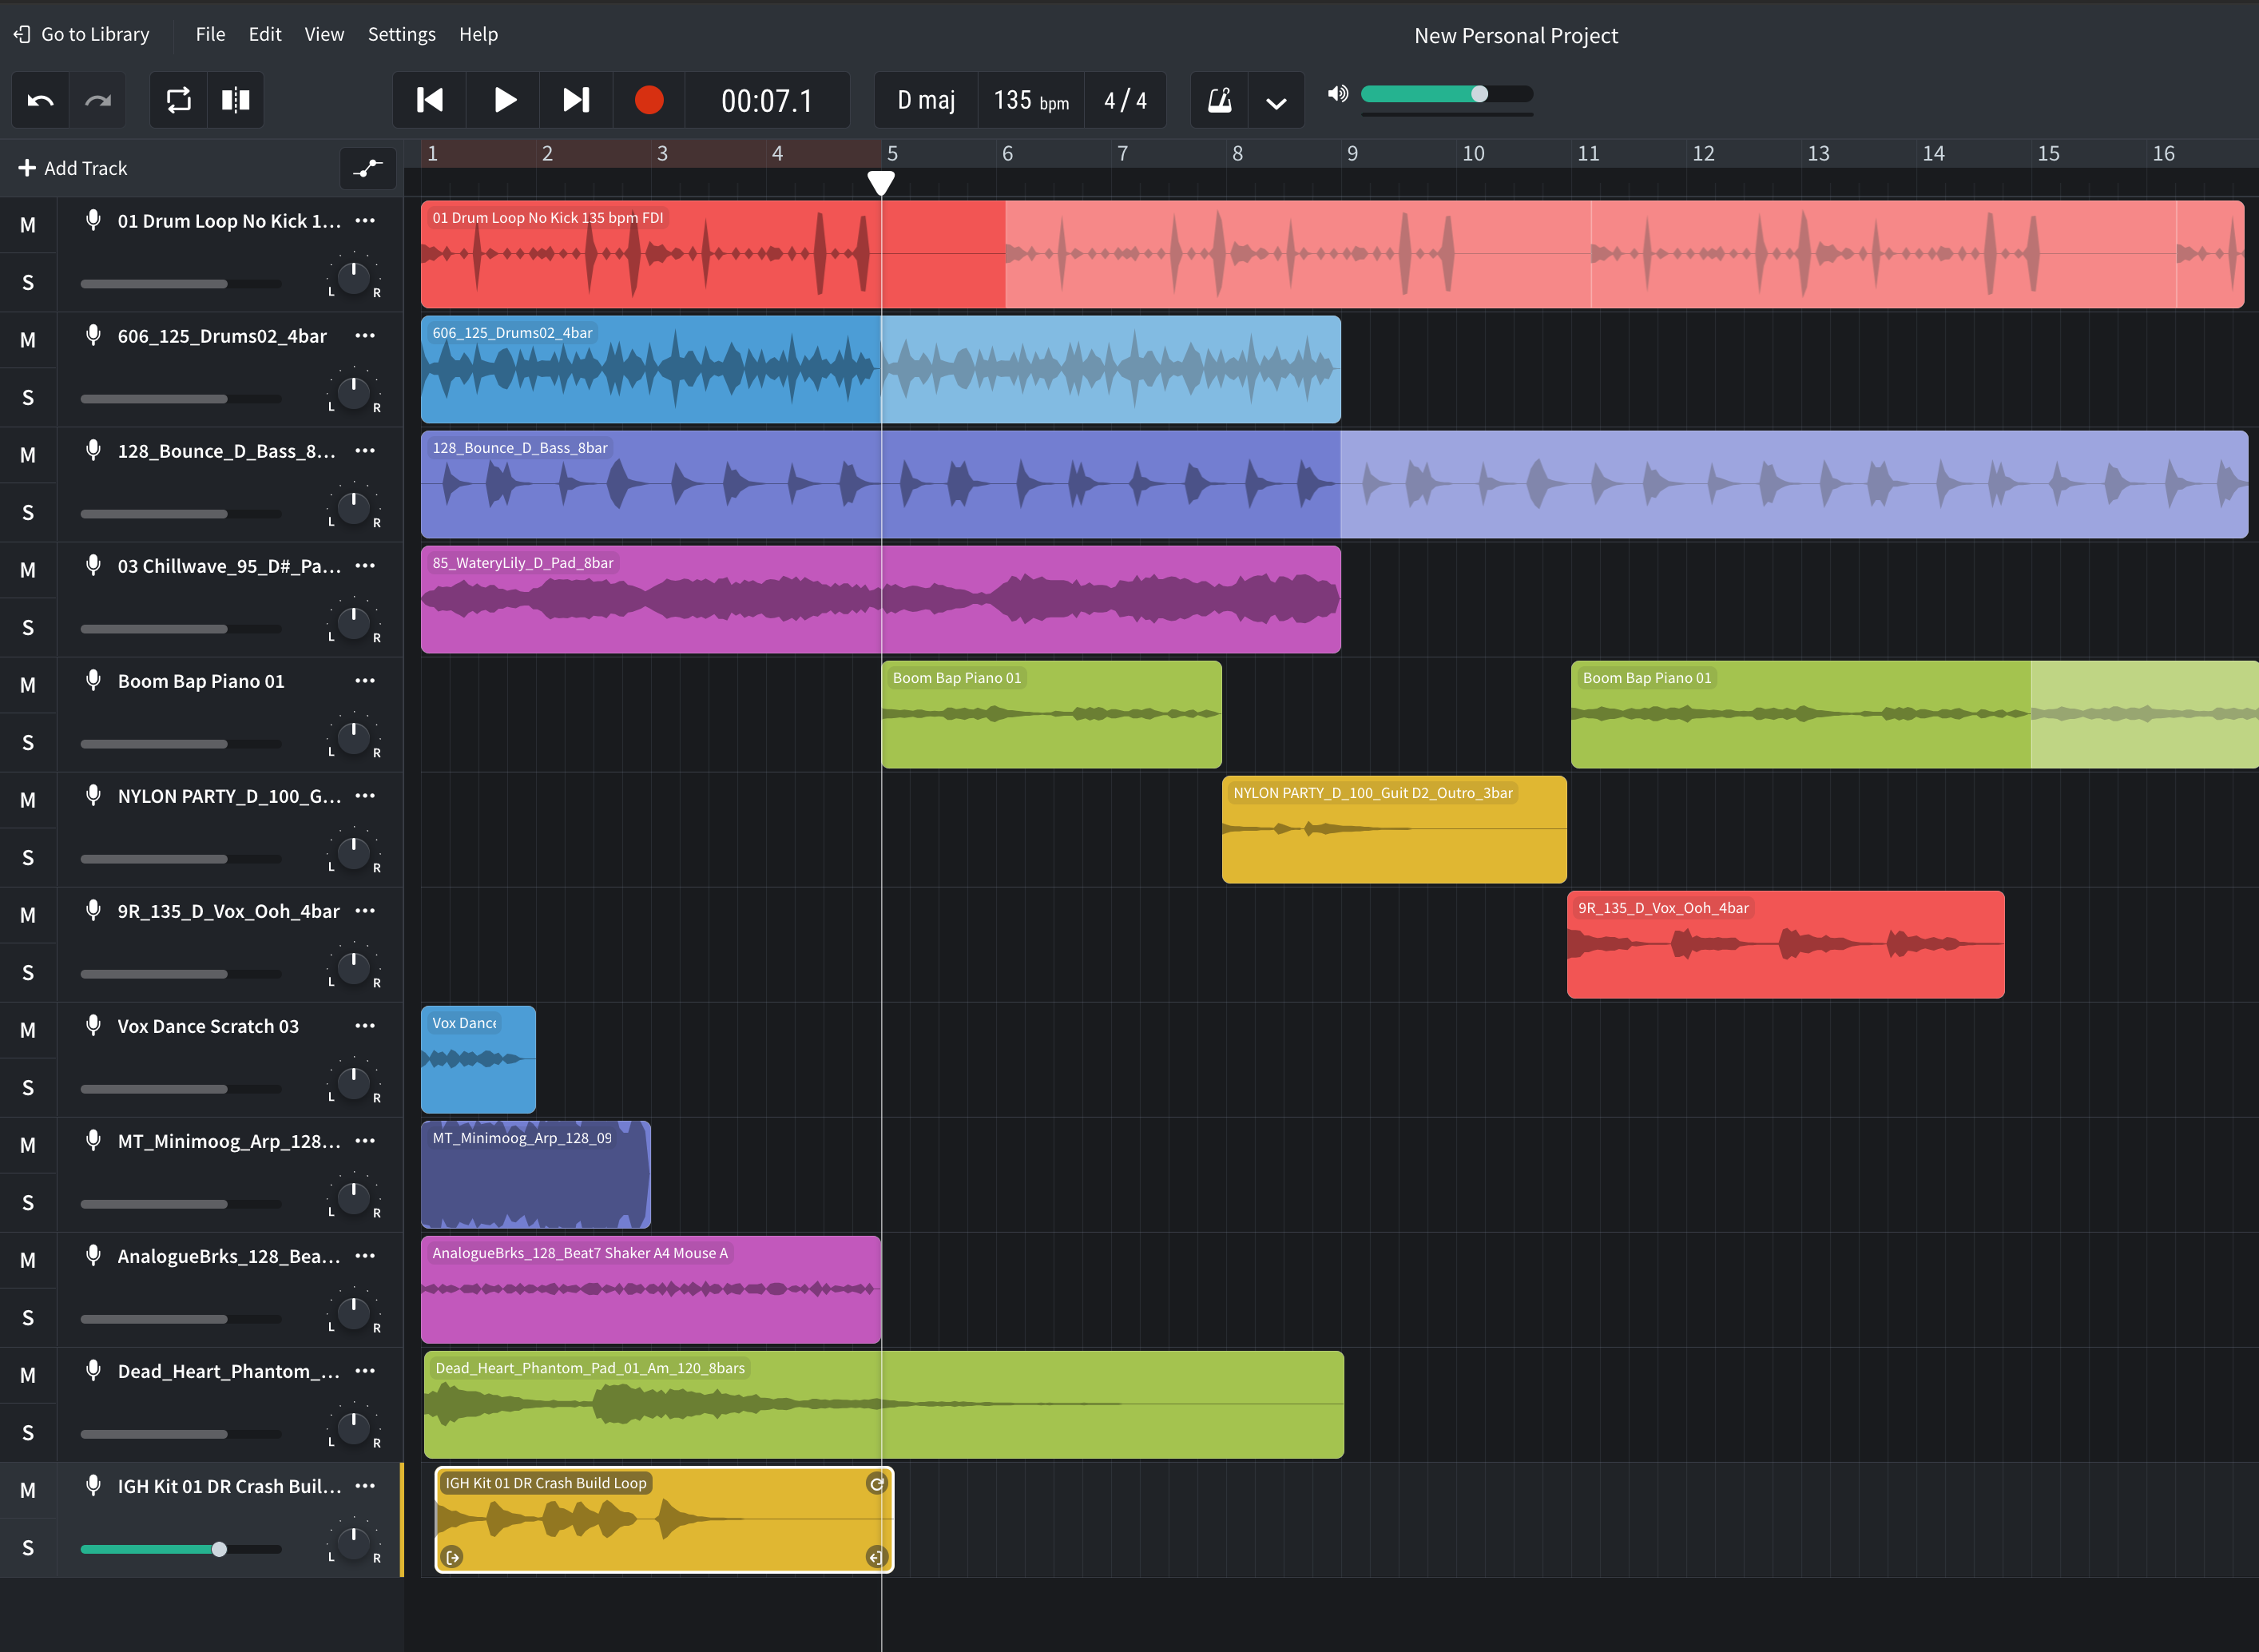 Go to Library File Edit View Settings Help New Personal Project
00:07.1 D maj 135 bpm 4 / 4
Add Track 1 2 3 4 5 6 7 8 9 10 11 12 13 14 15 16
M 01 Drum Loop No Kick 1... 01 Drum Loop No Kick 135 bpm FDI
S L R
M 606_125_Drums02_4bar 606_125_Drums02_4bar
S L R
M 128_Bounce_D_Bass_8... 128_Bounce_D_Bass_8bar
S L R
M 03 Chillwave_95_D#_Pa... 85_WateryLily_D_Pad_8bar
S L R
M Boom Bap Piano 01 Boom Bap Piano 01 Boom Bap Piano 01
S L R
M NYLON PARTY_D_100_G... NYLON PARTY_D_100_Guit D2_Outro_3bar
S L R
M 9R_135_D_Vox_Ooh_4bar 9R_135_D_Vox_Ooh_4bar
S L R
M Vox Dance Scratch 03 Vox Dance
S L R
M MT_Minimoog_Arp_128... MT_Minimoog_Arp_128_09
S L R
M AnalogueBrks_128_Bea... AnalogueBrks_128_Beat7 Shaker A4 Mouse A
S L R
M Dead_Heart_Phantom_... Dead_Heart_Phantom_Pad_01_Am_120_8bars
S L R
M IGH Kit 01 DR Crash Buil... IGH Kit 01 DR Crash Build Loop
S L R